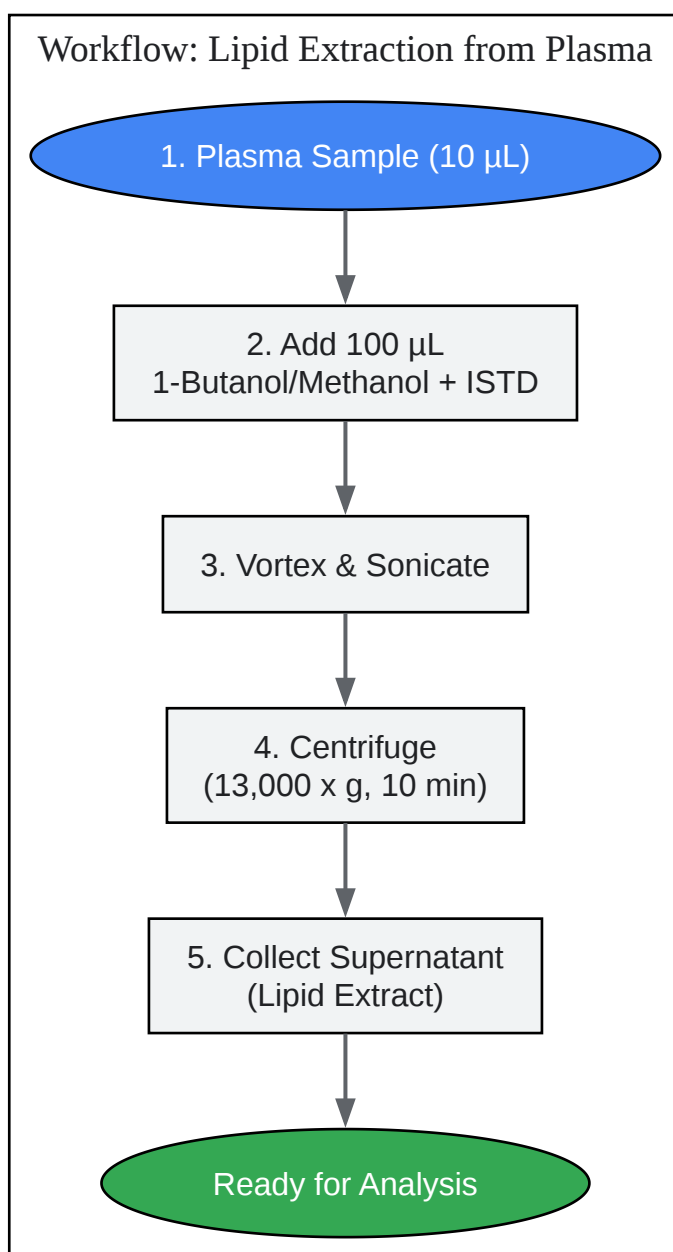 Workflow: Lipid Extraction from Plasma
1. Plasma Sample (10 µL)
2. Add 100 µL
1-Butanol/Methanol + ISTD
3. Vortex & Sonicate
4. Centrifuge
(13,000 x g, 10 min)
5. Collect Supernatant
(Lipid Extract)
Ready for Analysis